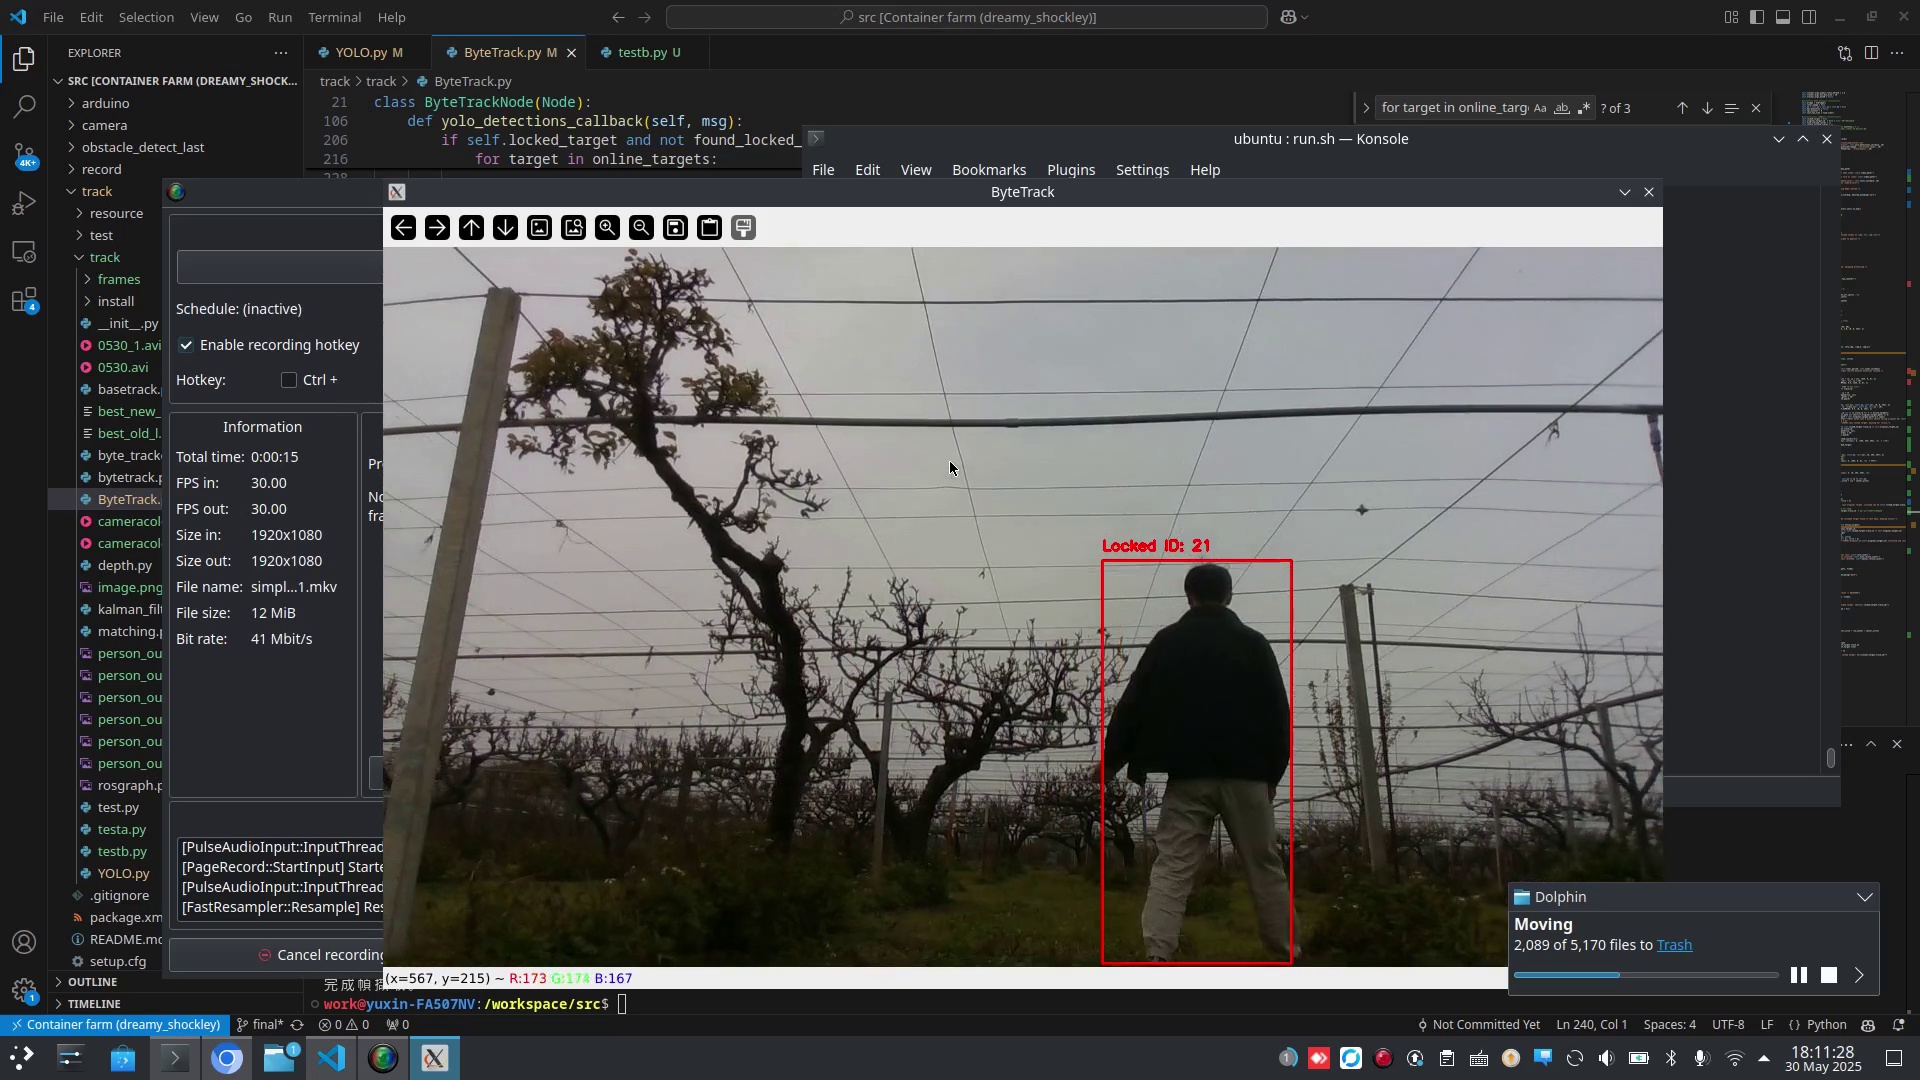 File Edit Selection View Go Run Terminal Help
src [Container farm (dreamy_shockley)]
EXPLORER
YOLO.py M
ByteTrack.py M
testb.py U
SRC [CONTAINER FARM (DREAMY_SHOCK...
track > track > ByteTrack.py
arduino
camera
obstacle_detect_last
record
track
resource
test
track
frames
install
__init__.py
0530_1.avi
0530.avi
basetrack.
best_new_
best_old_l.
byte_track
bytetrack.p
ByteTrack.
cameracol
cameracol
depth.py
image.png
kalman_filt
matching.p
person_ou
person_ou
person_ou
person_ou
person_ou
person_ou
rosgraph.p
test.py
testa.py
testb.py
YOLO.py
.gitignore
package.xm
README.md
setup.cfg
OUTLINE
TIMELINE
4K+
4
1
21 class ByteTrackNode(Node):
106 def yolo_detections_callback(self, msg):
206 if self.locked_target and not found_locked_
216 for target in online_targets:
for target in online_targ
Aa ab .*
? of 3
ubuntu : run.sh — Konsole
File Edit View Bookmarks Plugins Settings Help
ByteTrack
Schedule: (inactive)
Enable recording hotkey
Hotkey: Ctrl +
Information
Total time: 0:00:15
FPS in: 30.00
FPS out: 30.00
Size in: 1920x1080
Size out: 1920x1080
File name: simpl...1.mkv
File size: 12 MiB
Bit rate: 41 Mbit/s
Pr
No
fra
[PulseAudioInput::InputThread
[PageRecord::StartInput] Starte
[PulseAudioInput::InputThread
[FastResampler::Resample] Res
Cancel recording
Locked ID: 21
(x=567, y=215) ~ R:173 G:174 B:167
work@yuxin-FA507NV:/workspace/src$
Dolphin
Moving
2,089 of 5,170 files to Trash
Container farm (dreamy_shockley)
final*
0 0
0
Not Committed Yet
Ln 240, Col 1
Spaces: 4
UTF-8
LF
Python
1
1
18:11:28
30 May 2025